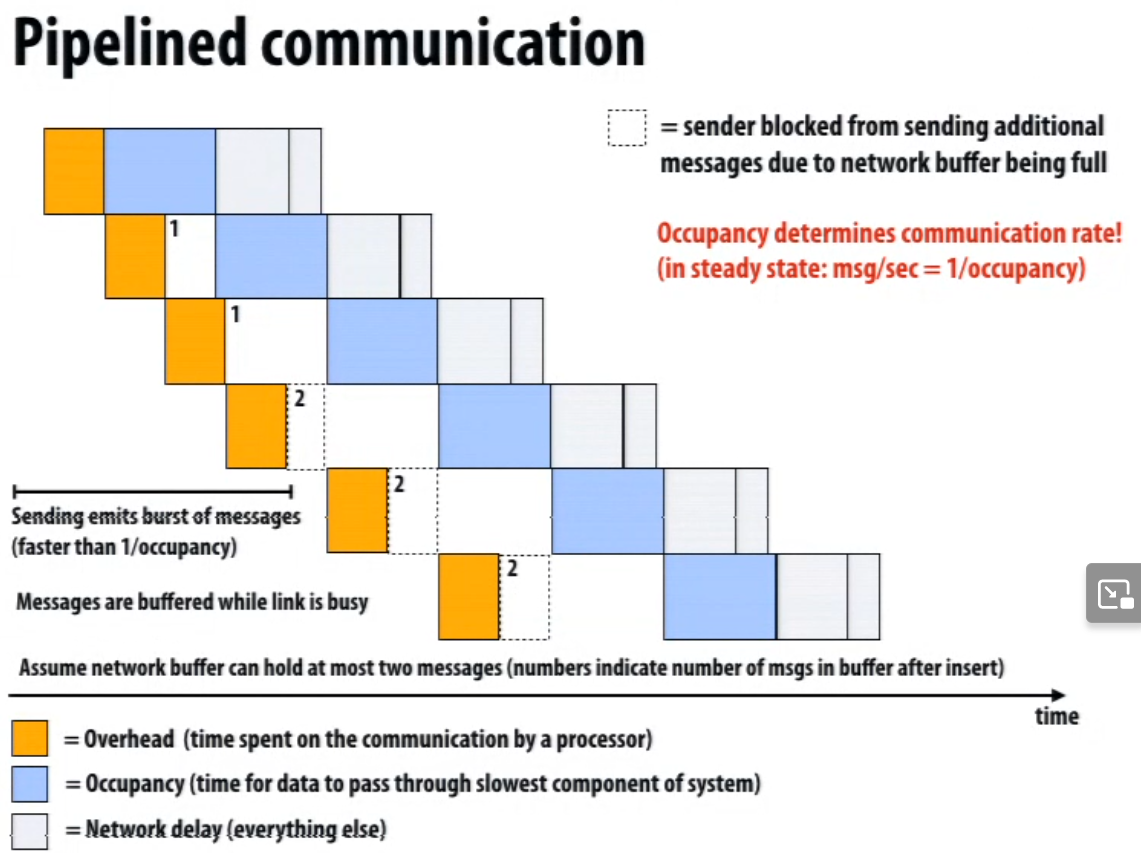 Pipelined communication
= sender blocked from sending additional
messages due to network buffer being full
Occupancy determines communication rate!
(in steady state: msg/sec = 1/occupancy)
1
1
2
2
2
Sending emits burst of messages
(faster than 1/occupancy)
Messages are buffered while link is busy
Assume network buffer can hold at most two messages (numbers indicate number of msgs in buffer after insert)
time
= Overhead (time spent on the communication by a processor)
= Occupancy (time for data to pass through slowest component of system)
= Network delay (everything else)